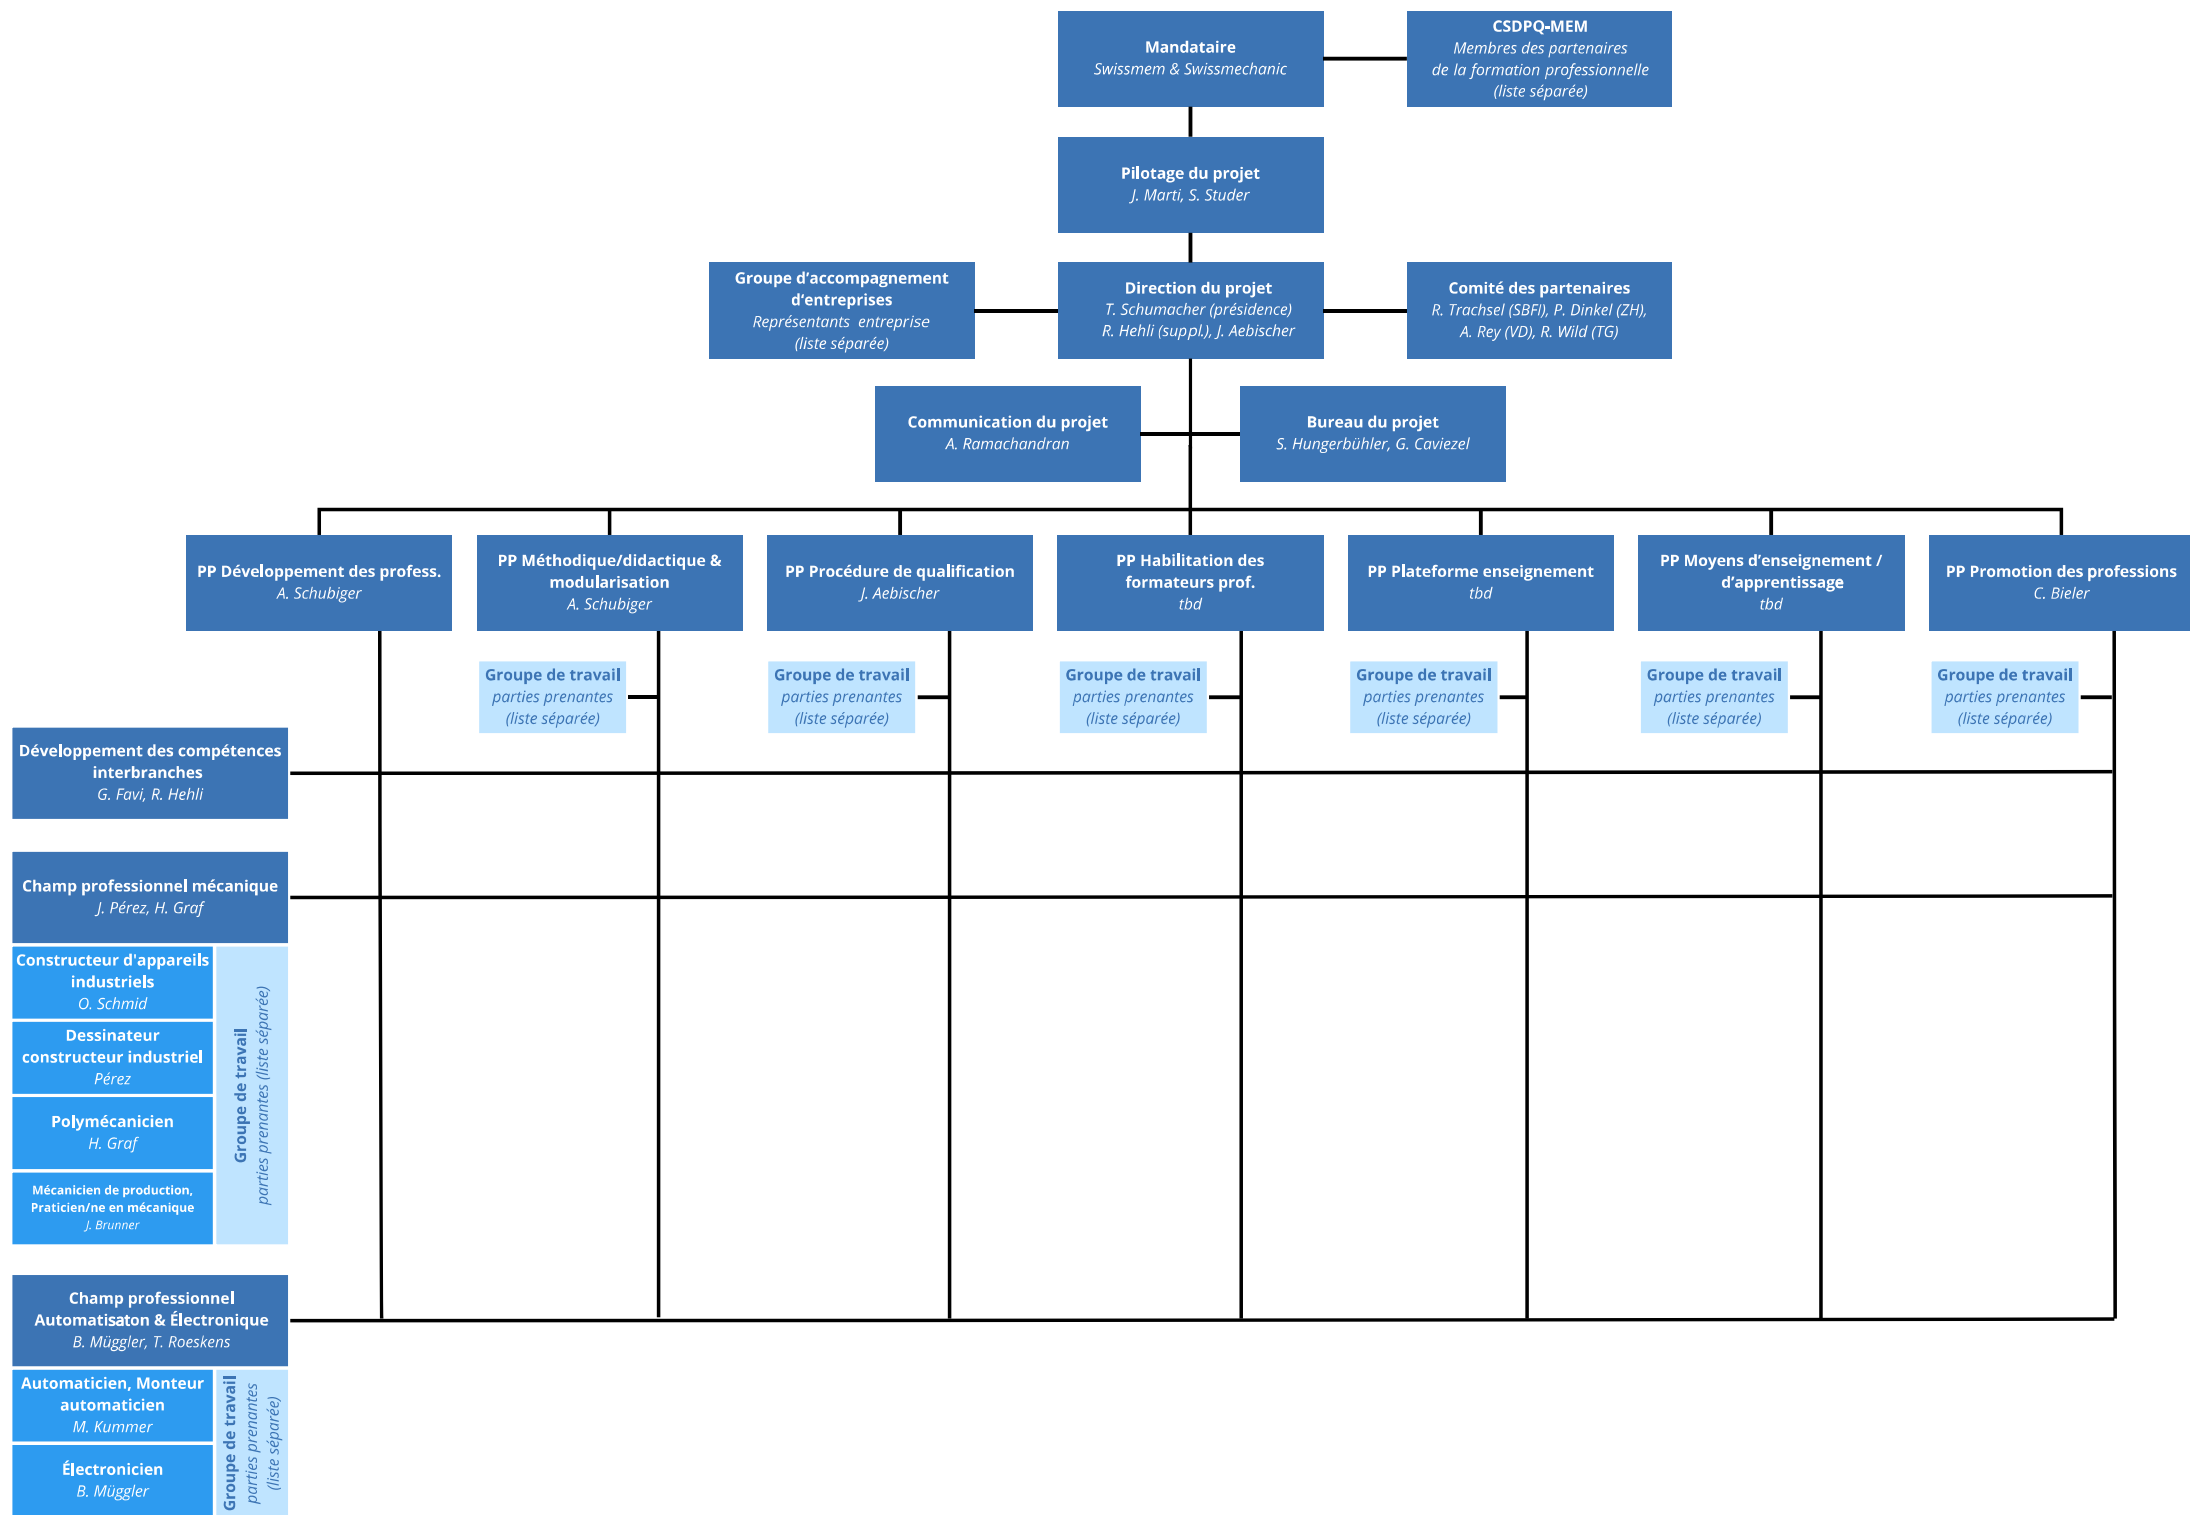 Mandataire
Swissmem & Swissmechanic
CSDPQ-MEM
Membres des partenaires
de la formation professionnelle
(liste séparée)
Pilotage du projet
J. Marti, S. Studer
Groupe d’accompagnement
d’entreprises
Représentants entreprise
(liste séparée)
Direction du projet
T. Schumacher (présidence)
R. Hehli (suppl.), J. Aebischer
Comité des partenaires
R. Trachsel (SBFI), P. Dinkel (ZH),
A. Rey (VD), R. Wild (TG)
Communication du projet
A. Ramachandran
Bureau du projet
S. Hungerbühler, G. Caviezel
PP Développement des profess.
A. Schubiger
PP Méthodique/didactique &
modularisation
A. Schubiger
PP Procédure de qualification
J. Aebischer
PP Habilitation des
formateurs prof.
tbd
PP Plateforme enseignement
tbd
PP Moyens d’enseignement /
d’apprentissage
tbd
PP Promotion des professions
C. Bieler
Groupe de travail
parties prenantes
(liste séparée)
Groupe de travail
parties prenantes
(liste séparée)
Groupe de travail
parties prenantes
(liste séparée)
Groupe de travail
parties prenantes
(liste séparée)
Groupe de travail
parties prenantes
(liste séparée)
Groupe de travail
parties prenantes
(liste séparée)
Développement des compétences
interbranches
G. Favi, R. Hehli
Champ professionnel mécanique
J. Pérez, H. Graf
Constructeur d'appareils
industriels
O. Schmid
Dessinateur
constructeur industriel
Pérez
Polymécanicien
H. Graf
Mécanicien de production,
Praticien/ne en mécanique
J. Brunner
Groupe de travail
parties prenantes (liste séparée)
Champ professionnel
Automatisaton & Électronique
B. Müggler, T. Roeskens
Automaticien, Monteur
automaticien
M. Kummer
Électronicien
B. Müggler
Groupe de travail
parties prenantes
(liste séparée)